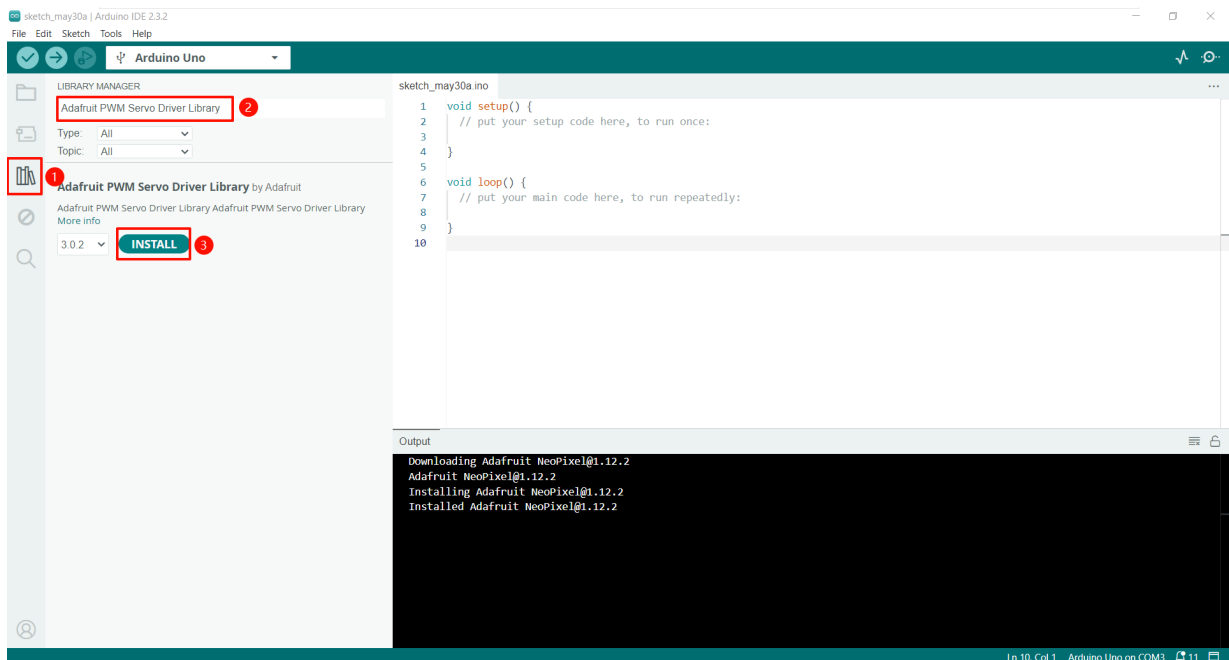 sketch_may30a | Arduino IDE 2.3.2
File Edit Sketch Tools Help
Arduino Uno
LIBRARY MANAGER
Adafruit PWM Servo Driver Library
2
Type: All
Topic: All
1
Adafruit PWM Servo Driver Library by Adafruit
Adafruit PWM Servo Driver Library Adafruit PWM Servo Driver Library
More info
3.0.2 INSTALL
3
sketch_may30a.ino
1 void setup() {
2 // put your setup code here, to run once:
3
4 }
5
6 void loop() {
7 // put your main code here, to run repeatedly:
8
9 }
10
Output
Downloading Adafruit NeoPixel@1.12.2
Adafruit NeoPixel@1.12.2
Installing Adafruit NeoPixel@1.12.2
Installed Adafruit NeoPixel@1.12.2
Ln 10, Col 1 Arduino Uno on COM3 11